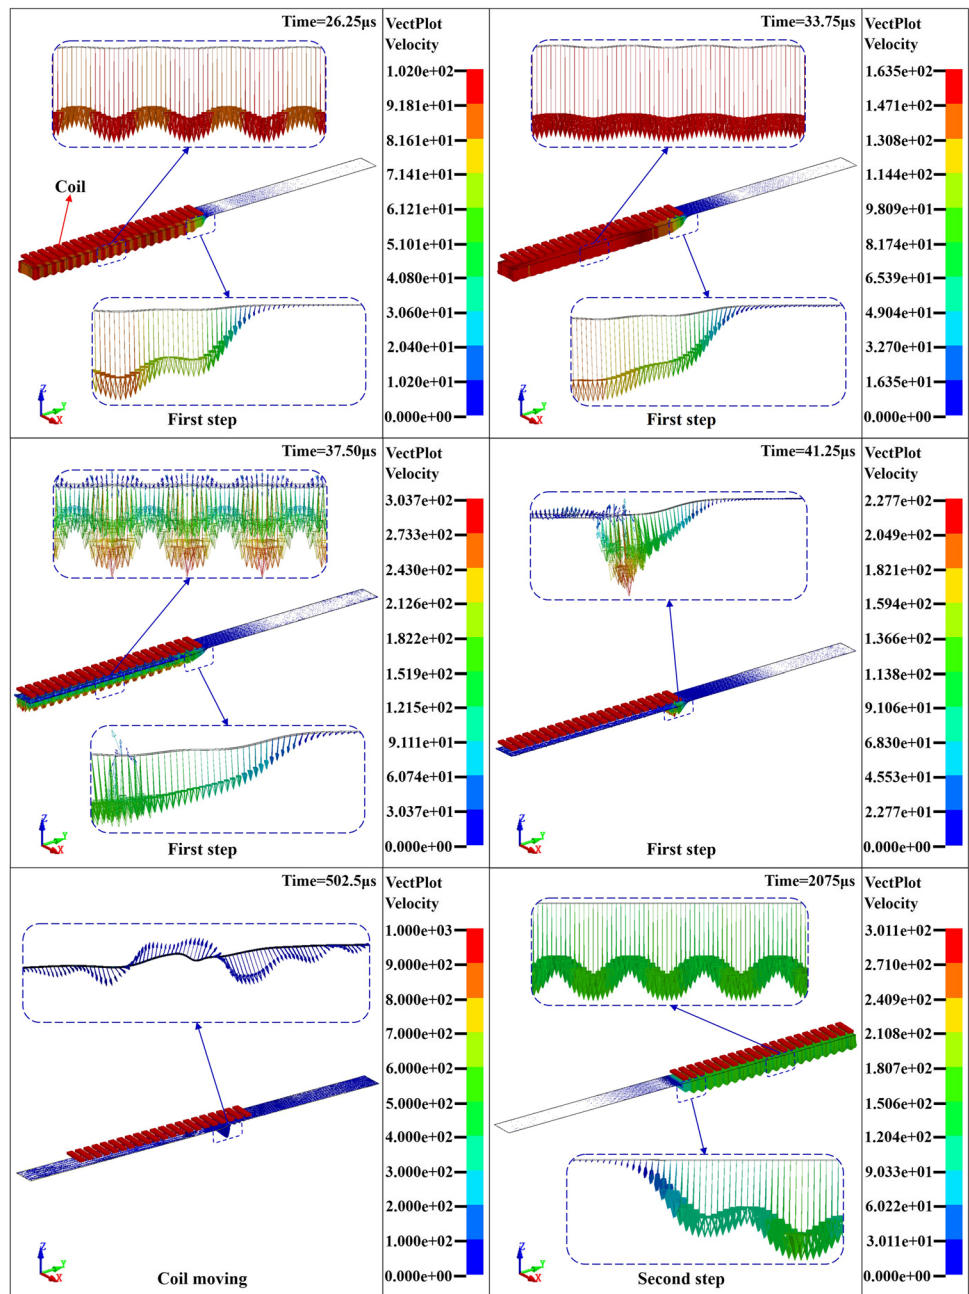 Time=26.25μs
VectPlot
Velocity
1.020e+02
9.181e+01
8.161e+01
7.141e+01
6.121e+01
5.101e+01
4.080e+01
3.060e+01
2.040e+01
1.020e+01
0.000e+00
Coil
Z
Y
X
First step
Time=33.75μs
VectPlot
Velocity
1.635e+02
1.471e+02
1.308e+02
1.144e+02
9.809e+01
8.174e+01
6.539e+01
4.904e+01
3.270e+01
1.635e+01
0.000e+00
Z
Y
X
First step
Time=37.50μs
VectPlot
Velocity
3.037e+02
2.733e+02
2.430e+02
2.126e+02
1.822e+02
1.519e+02
1.215e+02
9.111e+01
6.074e+01
3.037e+01
0.000e+00
Z
Y
X
First step
Time=41.25μs
VectPlot
Velocity
2.277e+02
2.049e+02
1.821e+02
1.594e+02
1.366e+02
1.138e+02
9.106e+01
6.830e+01
4.553e+01
2.277e+01
0.000e+00
Z
Y
X
First step
Time=502.5μs
VectPlot
Velocity
1.000e+03
9.000e+02
8.000e+02
7.000e+02
6.000e+02
5.000e+02
4.000e+02
3.000e+02
2.000e+02
1.000e+02
0.000e+00
Z
Y
X
Coil moving
Time=2075μs
VectPlot
Velocity
3.011e+02
2.710e+02
2.409e+02
2.108e+02
1.807e+02
1.506e+02
1.204e+02
9.033e+01
6.022e+01
3.011e+01
0.000e+00
Z
Y
X
Second step